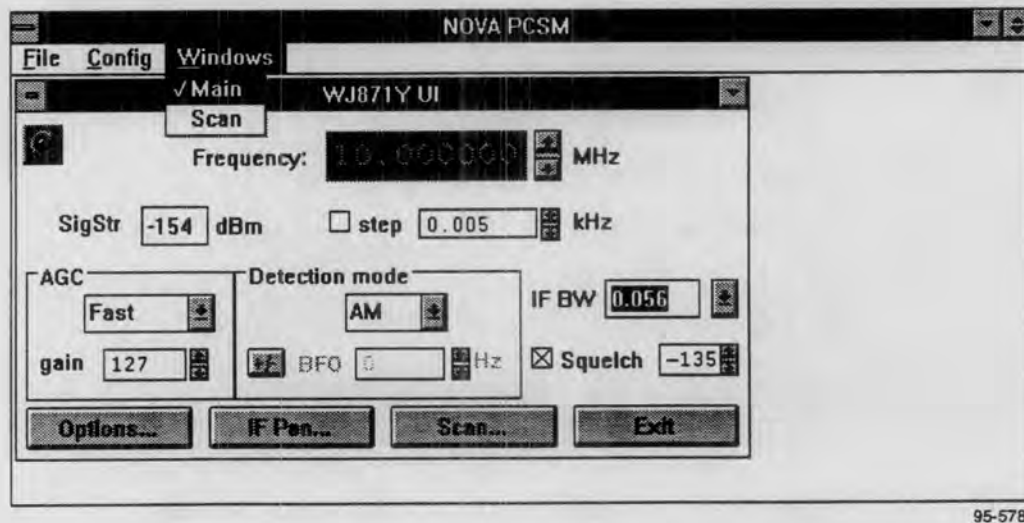 NOVA PCSM
File Config Windows
✓Main
WJ871Y UI
Scan
Frequency: 10.000000 MHz
SigStr -154 dBm step 0.005 kHz
AGC Detection mode
Fast AM IF BW 0.056
gain 127 +/- BFO 0 Hz Squelch -135
Options... IF Pan... Scan... Exit
95-578